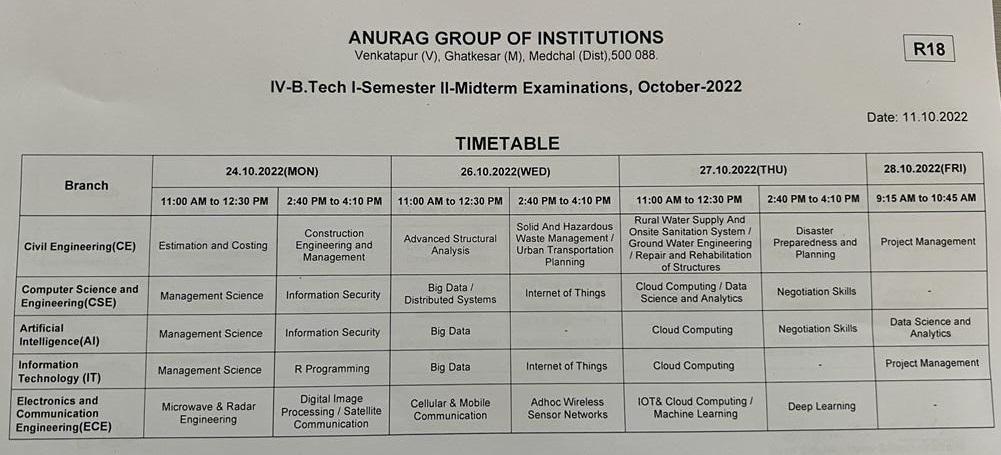 ANURAG GROUP OF INSTITUTIONS
Venkatapur (V), Ghatkesar (M), Medchal (Dist),500 088.
R18
IV-B.Tech I-Semester II-Midterm Examinations, October-2022
Date: 11.10.2022
TIMETABLE
Branch 24.10.2022(MON) 26.10.2022(WED) 27.10.2022(THU) 28.10.2022(FRI)
11:00 AM to 12:30 PM 2:40 PM to 4:10 PM 11:00 AM to 12:30 PM 2:40 PM to 4:10 PM 11:00 AM to 12:30 PM 2:40 PM to 4:10 PM 9:15 AM to 10:45 AM
Civil Engineering(CE)
Estimation and Costing
Construction
Engineering and
Management
Advanced Structural
Analysis
Solid And Hazardous
Waste Management /
Urban Transportation
Planning
Rural Water Supply And
Onsite Sanitation System /
Ground Water Engineering
/ Repair and Rehabilitation
of Structures
Disaster
Preparedness and
Planning
Project Management
Computer Science and
Engineering(CSE)
Management Science
Information Security
Big Data /
Distributed Systems
Internet of Things
Cloud Computing / Data
Science and Analytics
Negotiation Skills
-
Artificial
Intelligence(AI)
Management Science
Information Security
Big Data
-
Cloud Computing
Negotiation Skills
Data Science and
Analytics
Information
Technology (IT)
Management Science
R Programming
Big Data
Internet of Things
Cloud Computing
-
Project Management
Electronics and
Communication
Engineering(ECE)
Microwave & Radar
Engineering
Digital Image
Processing / Satellite
Communication
Cellular & Mobile
Communication
Adhoc Wireless
Sensor Networks
IOT& Cloud Computing /
Machine Learning
Deep Learning
-